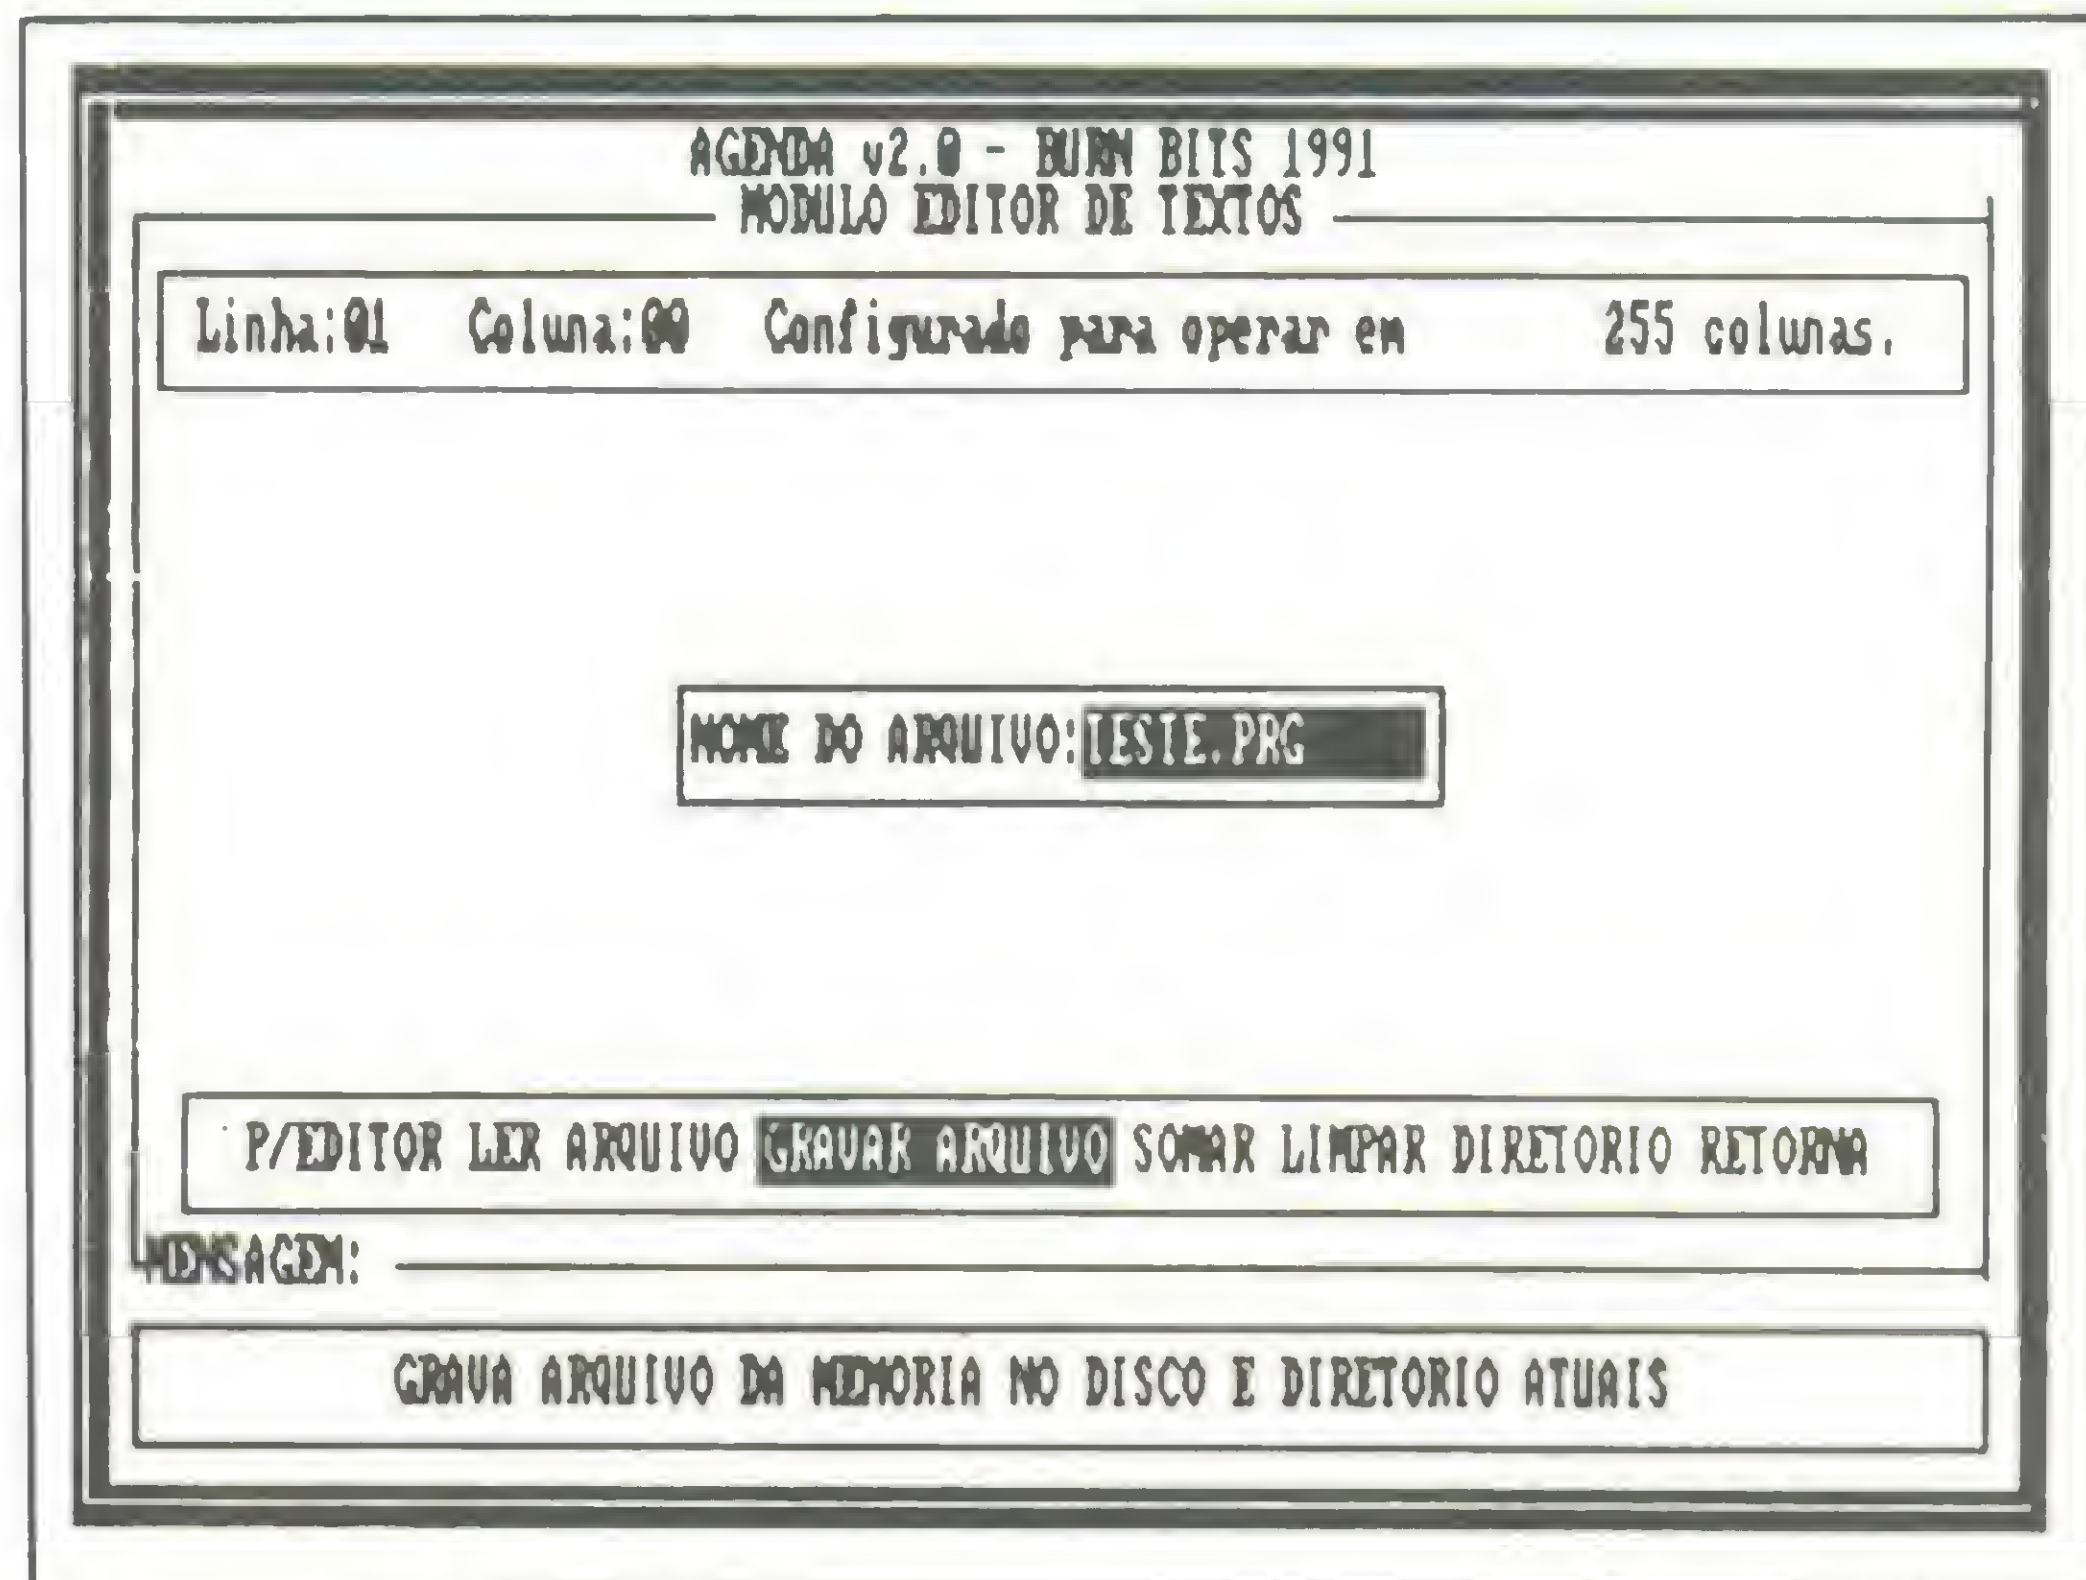 AGENDA v2.0 - BURN BITS 1991
MODULO EDITOR DE TEXTOS
Linha:01 Coluna:00 Configurado para operar em 255 colunas.
NOME DO ARQUIVO:TESTE.PRG
P/EDITOR LER ARQUIVO GRAVAR ARQUIVO SOMAR LIMPAR DIRETORIO RETORNA
MENSAGEM:
GRAVA ARQUIVO DA MEMORIA NO DISCO E DIRETORIO ATUAIS